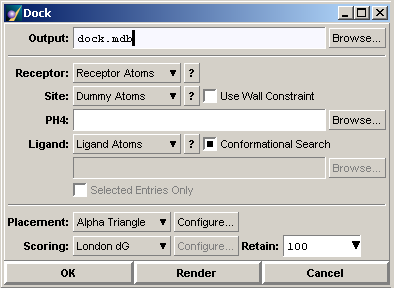 Dock
Output: dock.mdb Browse...
Receptor: Receptor Atoms ?
Site: Dummy Atoms ? Use Wall Constraint
PH4: Browse...
Ligand: Ligand Atoms ? Conformational Search
Browse...
Selected Entries Only
Placement: Alpha Triangle Configure...
Scoring: London dG Configure... Retain: 100
OK Render Cancel